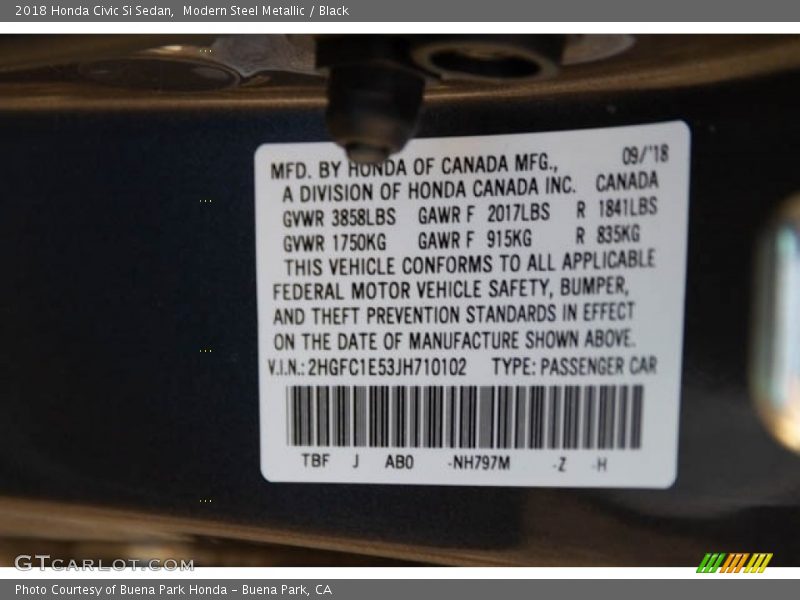 2018 Honda Civic Si Sedan, Modern Steel Metallic / Black
MFD. BY HONDA OF CANADA MFG., 09/'18
A DIVISION OF HONDA CANADA INC. CANADA
GVWR 3858LBS GAWR F 2017LBS R 1841LBS
GVWR 1750KG GAWR F 915KG R 835KG
THIS VEHICLE CONFORMS TO ALL APPLICABLE
FEDERAL MOTOR VEHICLE SAFETY, BUMPER,
AND THEFT PREVENTION STANDARDS IN EFFECT
ON THE DATE OF MANUFACTURE SHOWN ABOVE.
V.I.N.: 2HGFC1E53JH710102 TYPE: PASSENGER CAR
TBF J AB0 -NH797M -Z -H
GTCARLOT.COM
Photo Courtesy of Buena Park Honda - Buena Park, CA